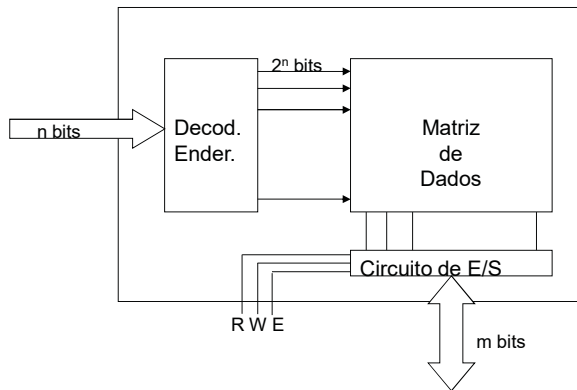 2ⁿ bits
n bits
Decod.
Ender.
Matriz
de
Dados
Circuito de E/S
R W E
m bits